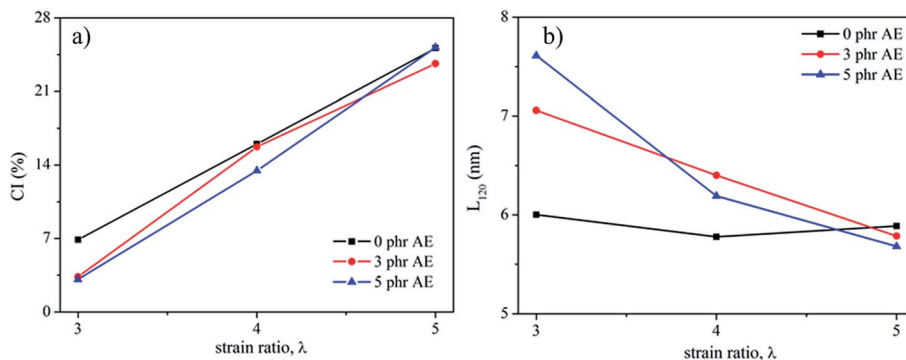 a)
28
21
14
7
0
CI (%)
0 phr AE
3 phr AE
5 phr AE
3
4
5
strain ratio, λ
b)
8
7
6
5
L120 (nm)
0 phr AE
3 phr AE
5 phr AE
3
4
5
strain ratio, λ